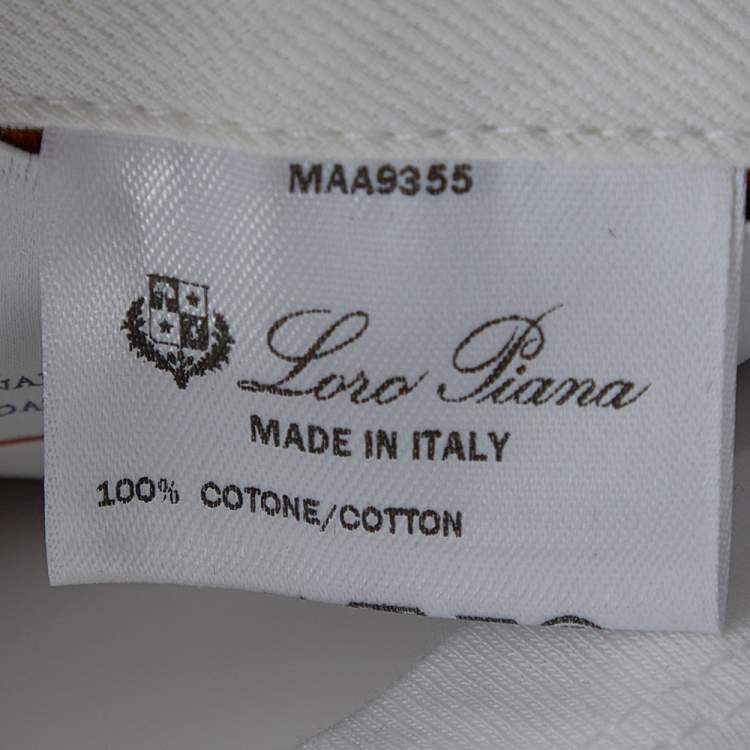 MAA9355
Loro Piana
MADE IN ITALY
100% COTONE/COTTON